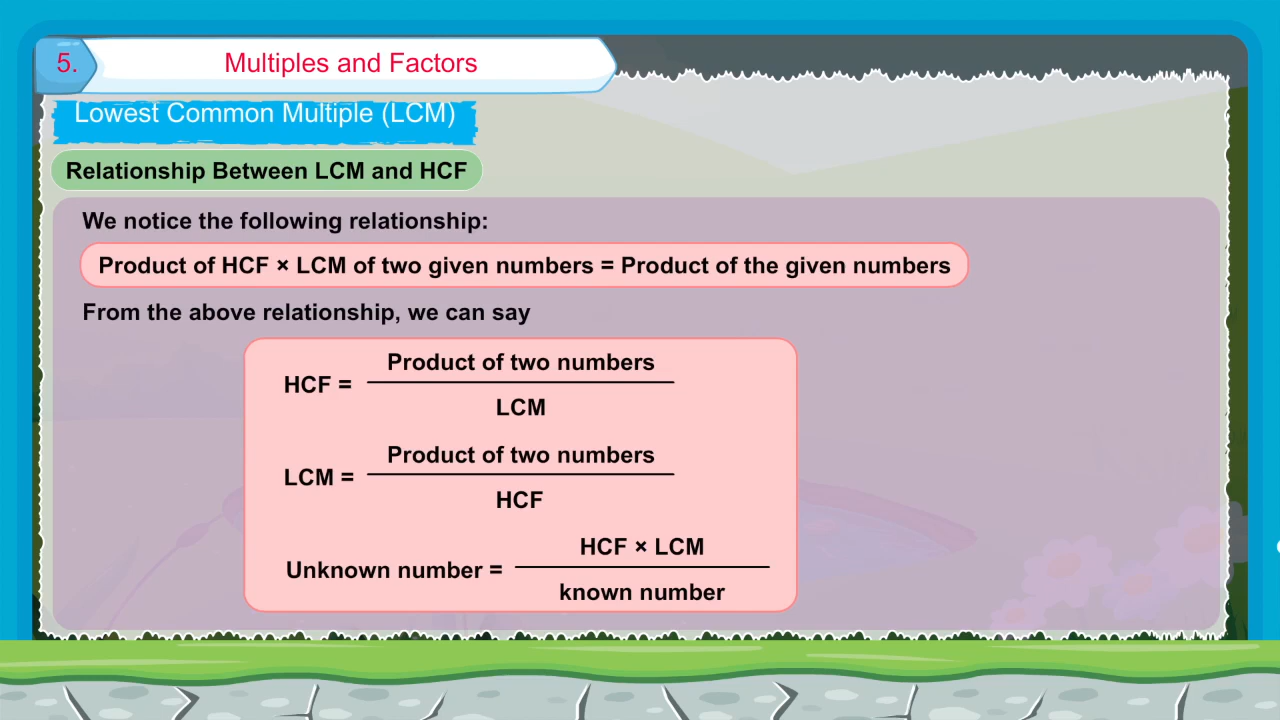 5.
Multiples and Factors
Lowest Common Multiple (LCM)
Relationship Between LCM and HCF
We notice the following relationship:
Product of HCF × LCM of two given numbers = Product of the given numbers
From the above relationship, we can say
HCF =
Product of two numbers
LCM
LCM =
Product of two numbers
HCF
Unknown number =
HCF × LCM
known number